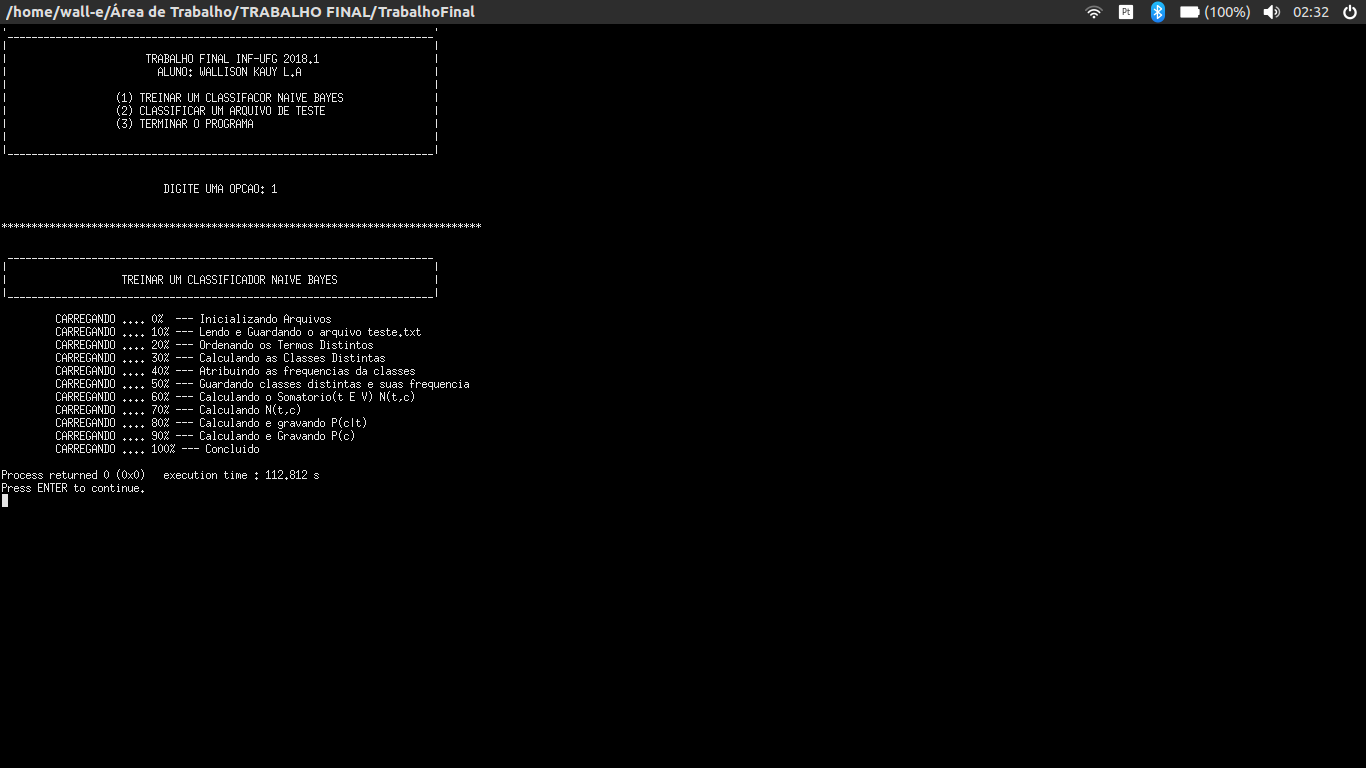 /home/wall-e/Área de Trabalho/TRABALHO FINAL/TrabalhoFinal
Pt
(100%)
02:32
TRABALHO FINAL INF-UFG 2018.1
ALUNO: WALLISON KAUY L.A
(1) TREINAR UM CLASSIFACOR NAIVE BAYES
(2) CLASSIFICAR UM ARQUIVO DE TESTE
(3) TERMINAR O PROGRAMA
DIGITE UMA OPCAO: 1
********************************************************************************
TREINAR UM CLASSIFICADOR NAIVE BAYES
CARREGANDO .... 0% --- Inicializando Arquivos
CARREGANDO .... 10% --- Lendo e Guardando o arquivo teste.txt
CARREGANDO .... 20% --- Ordenando os Termos Distintos
CARREGANDO .... 30% --- Calculando as Classes Distintas
CARREGANDO .... 40% --- Atribuindo as frequencias da classes
CARREGANDO .... 50% --- Guardando classes distintas e suas frequencia
CARREGANDO .... 60% --- Calculando o Somatorio(t E V) N(t,c)
CARREGANDO .... 70% --- Calculando N(t,c)
CARREGANDO .... 80% --- Calculando e gravando P(c|t)
CARREGANDO .... 90% --- Calculando e Gravando P(c)
CARREGANDO .... 100% --- Concluido
Process returned 0 (0x0) execution time : 112.812 s
Press ENTER to continue.